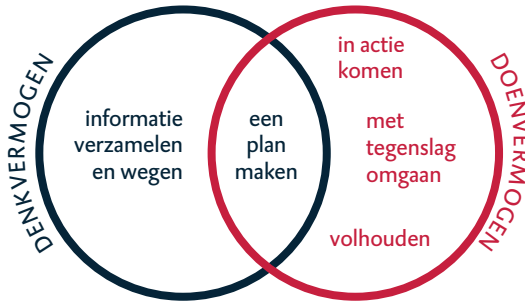 DENKVERMOGEN
informatie
verzamelen
en wegen
een
plan
maken
in actie
komen
met
tegenslag
omgaan
volhouden
DOENVERMOGEN